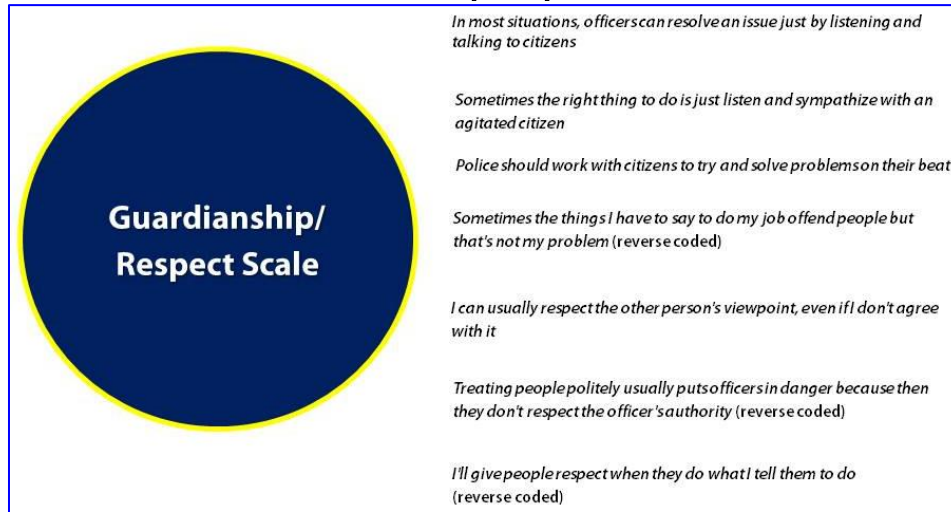 Guardianship/
Respect Scale
In most situations, officers can resolve an issue just by listening and
talking to citizens
Sometimes the right thing to do is just listen and sympathize with an
agitated citizen
Police should work with citizens to try and solve problems on their beat
Sometimes the things I have to say to do my job offend people but
that's not my problem (reverse coded)
I can usually respect the other person's viewpoint, even if I don't agree
with it
Treating people politely usually puts officers in danger because then
they don't respect the officer's authority (reverse coded)
I'll give people respect when they do what I tell them to do
(reverse coded)